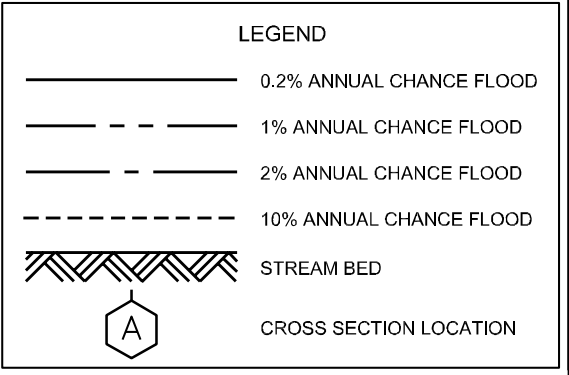 LEGEND
0.2% ANNUAL CHANCE FLOOD
1% ANNUAL CHANCE FLOOD
2% ANNUAL CHANCE FLOOD
10% ANNUAL CHANCE FLOOD
STREAM BED
A
CROSS SECTION LOCATION